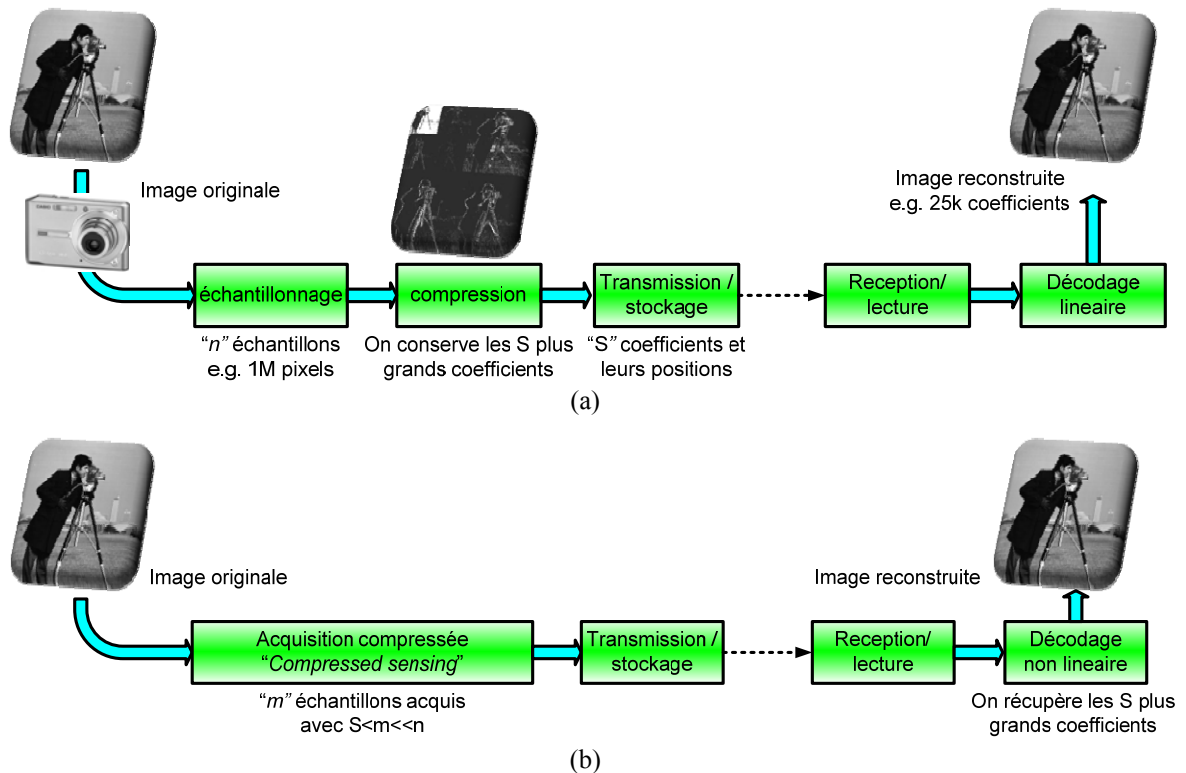 Image originale
échantillonnage
"n" échantillons
e.g. 1M pixels
compression
On conserve les S plus
grands coefficients
Transmission /
stockage
"S" coefficients et
leurs positions
Reception/
lecture
Décodage
lineaire
Image reconstruite
e.g. 25k coefficients
(a)
Image originale
Acquisition compressée
"Compressed sensing"
"m" échantillons acquis
avec S<m<<n
Transmission /
stockage
Reception/
lecture
Décodage
non lineaire
On récupère les S plus
grands coefficients
Image reconstruite
(b)